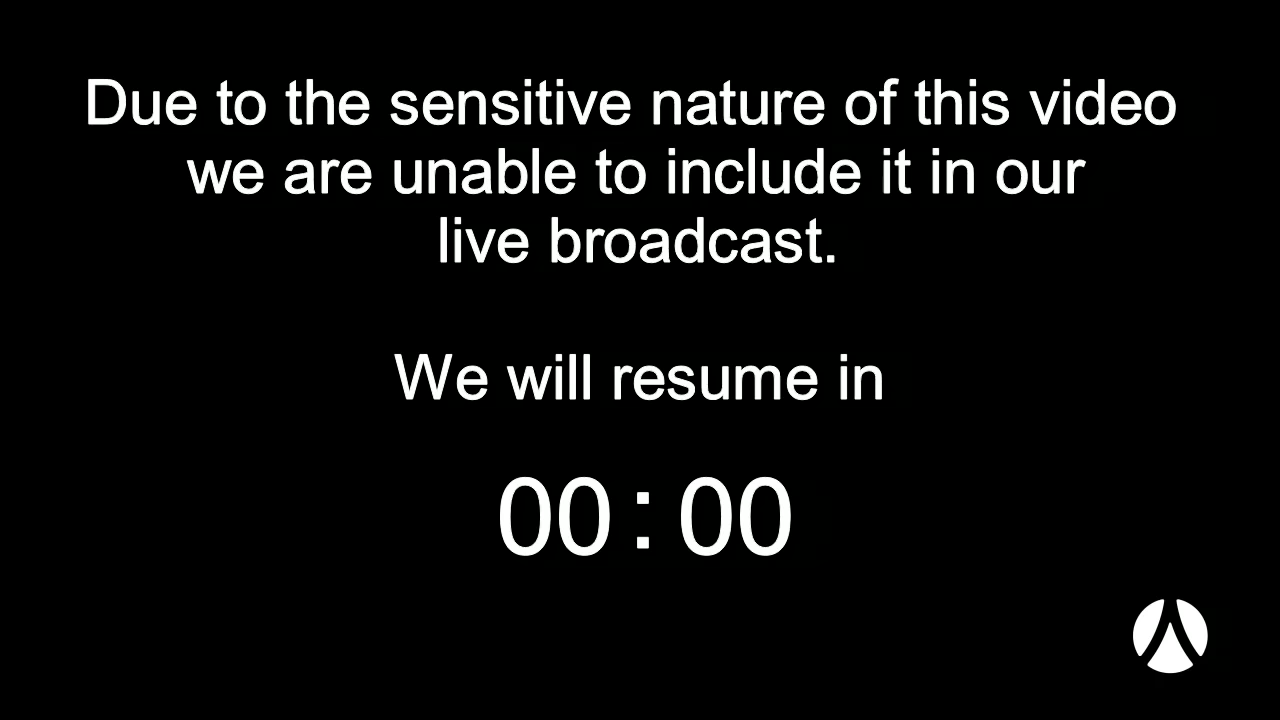 Due to the sensitive nature of this video
we are unable to include it in our
live broadcast.
We will resume in
00:00